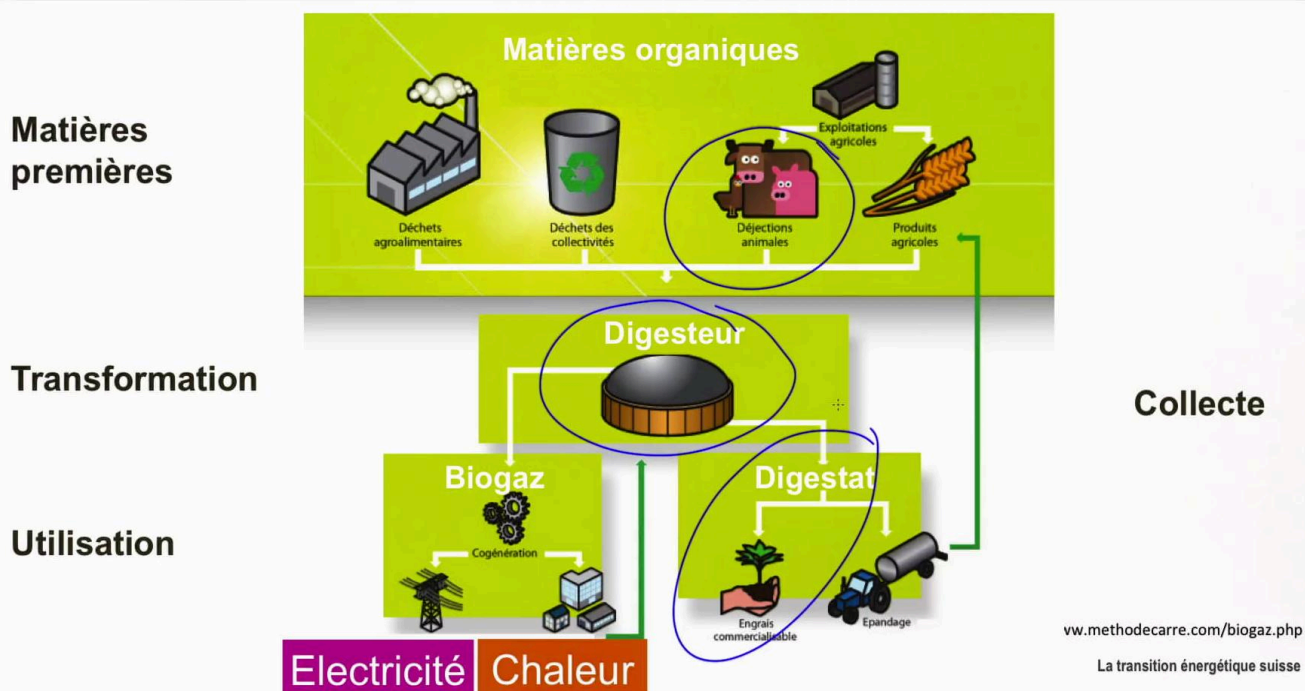 Matières organiques
Matières
premières
Exploitations
agricoles
Déchets
agroalimentaires
Déchets des
collectivités
Déjections
animales
Produits
agricoles
Digesteur
Transformation
Collecte
Biogaz
Digestat
Utilisation
Cogénération
Engrais
commercialisable
Epandage
Electricité
Chaleur
vw.methodecarre.com/biogaz.php
La transition énergétique suisse